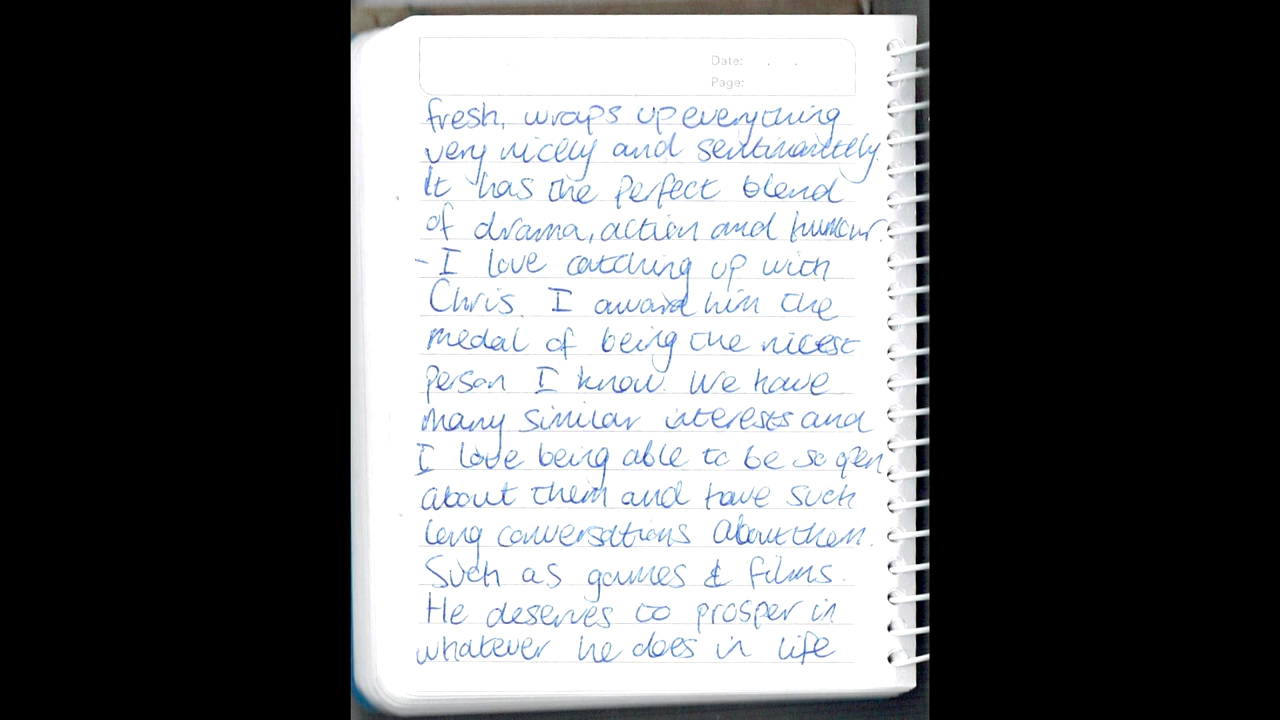 Date: . .
Page:
fresh, wraps up everything
very nicely and
It has the perfect blend
of drama, action and humour.
- I love catching up with
Chris. I award him the
medal of being the nicest
person I know. We have
many similar interests and
I love being able to be so open
about them and have such
long conversations about them.
Such as games & films.
He deserves to prosper in
whatever he does in life